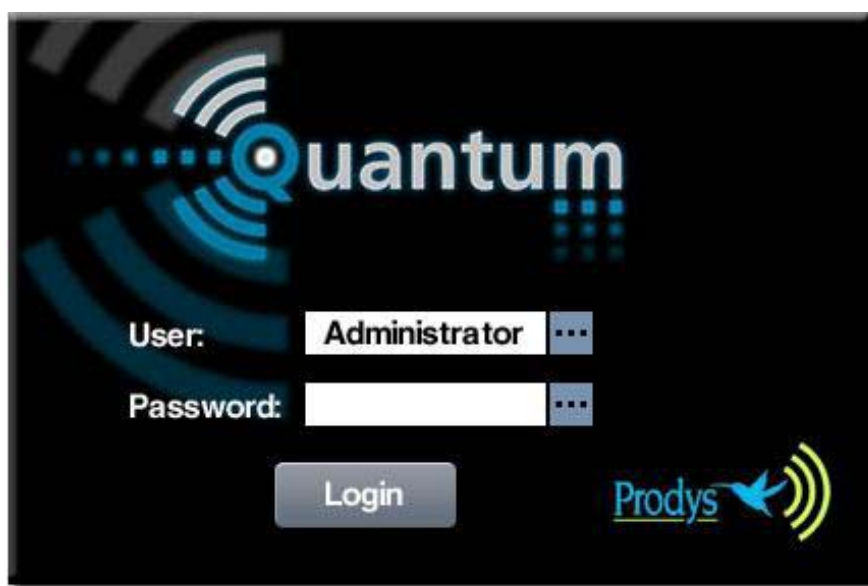 Quantum
User: Administrator ...
Password: ...
Login
Prodys